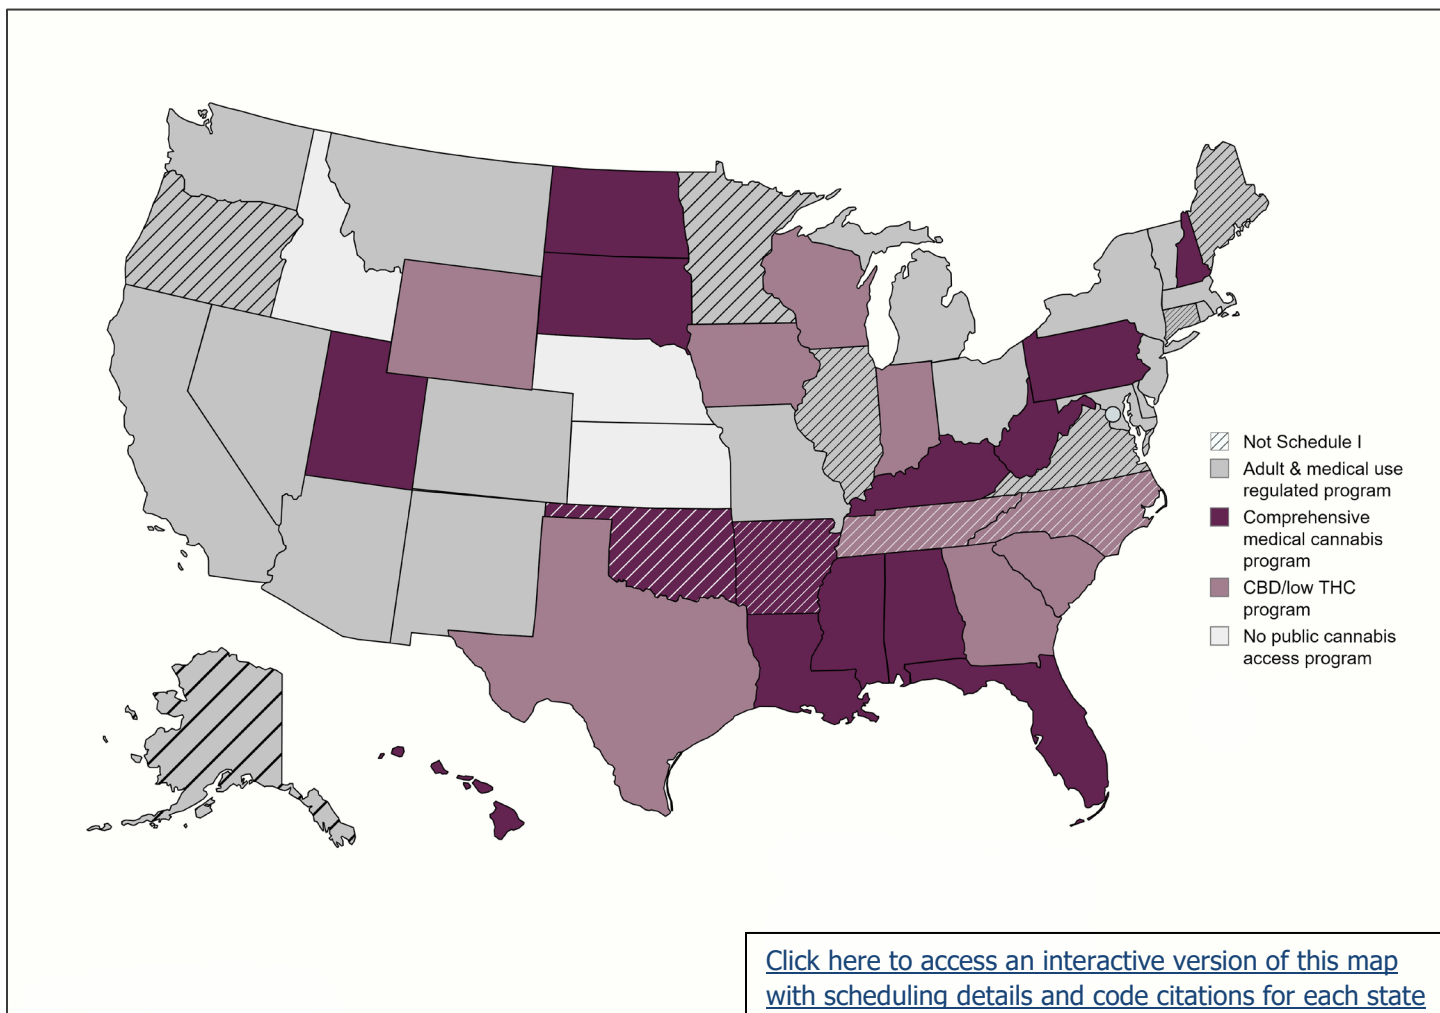 Not Schedule I
Adult & medical use
regulated program
Comprehensive
medical cannabis
program
CBD/low THC
program
No public cannabis
access program
Click here to access an interactive version of this map
with scheduling details and code citations for each state